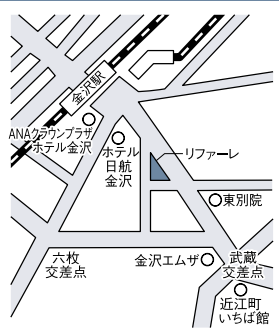 金沢駅
ANAクラウンプラザ
ホテル金沢
ホテル
日航
金沢
リファーレ
東別院
六枚
交差点
金沢エムザ
武蔵
交差点
近江町
いちば館